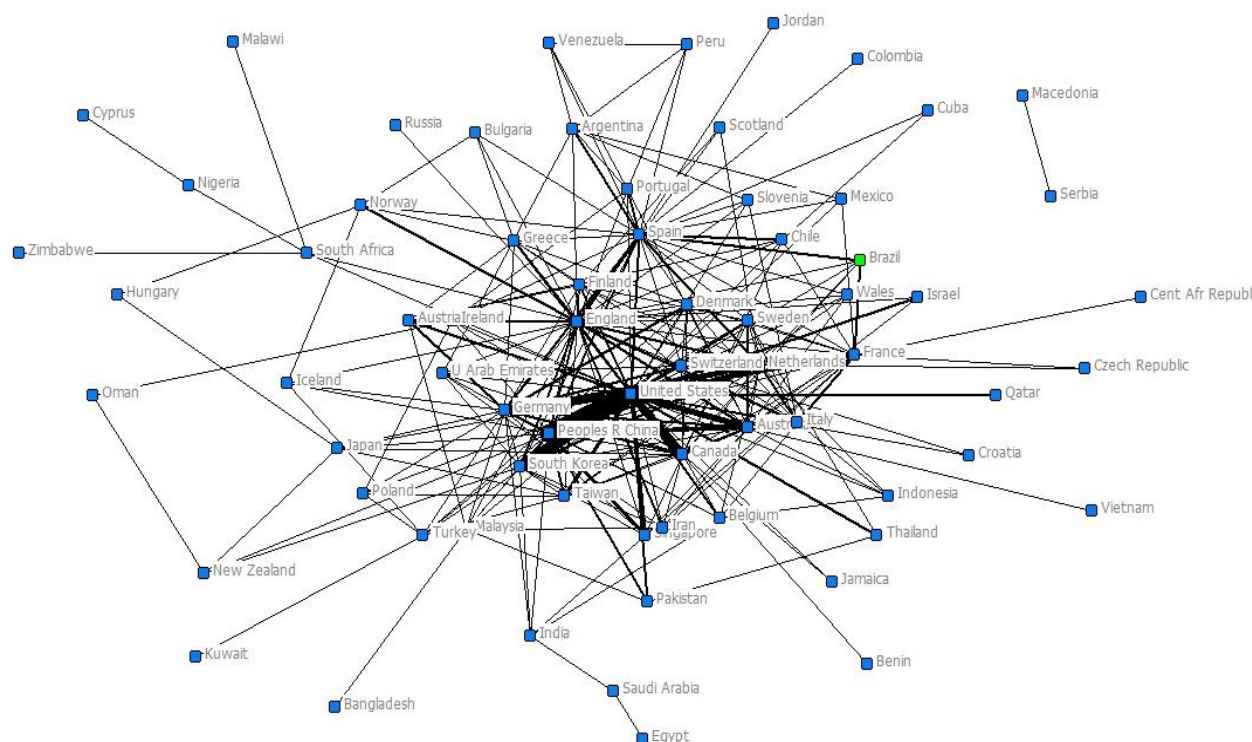 Jordan
Malawi
Venezuela
Peru
Colombia
Macedonia
Cyprus
Cuba
Russia
Bulgaria
Argentina
Scotland
Nigeria
Portugal
Slovenia
Mexico
Serbia
Norway
Spain
Chile
Zimbabwe
South Africa
Greece
Brazil
Hungary
Finland
Denmark
Wales
Israel
Cent Afr Republ
Austria
Ireland
England
Sweden
France
Switzerland
Netherlands
Czech Republic
U Arab Emirates
Iceland
Oman
United States
Qatar
Germany
Peoples R China
Austr
Italy
Japan
South Korea
Canada
Croatia
Poland
Taiwan
Indonesia
Vietnam
Turkey
Malaysia
Iran
Belgium
Singapore
Thailand
New Zealand
Jamaica
Pakistan
India
Kuwait
Benin
Saudi Arabia
Bangladesh
Egypt